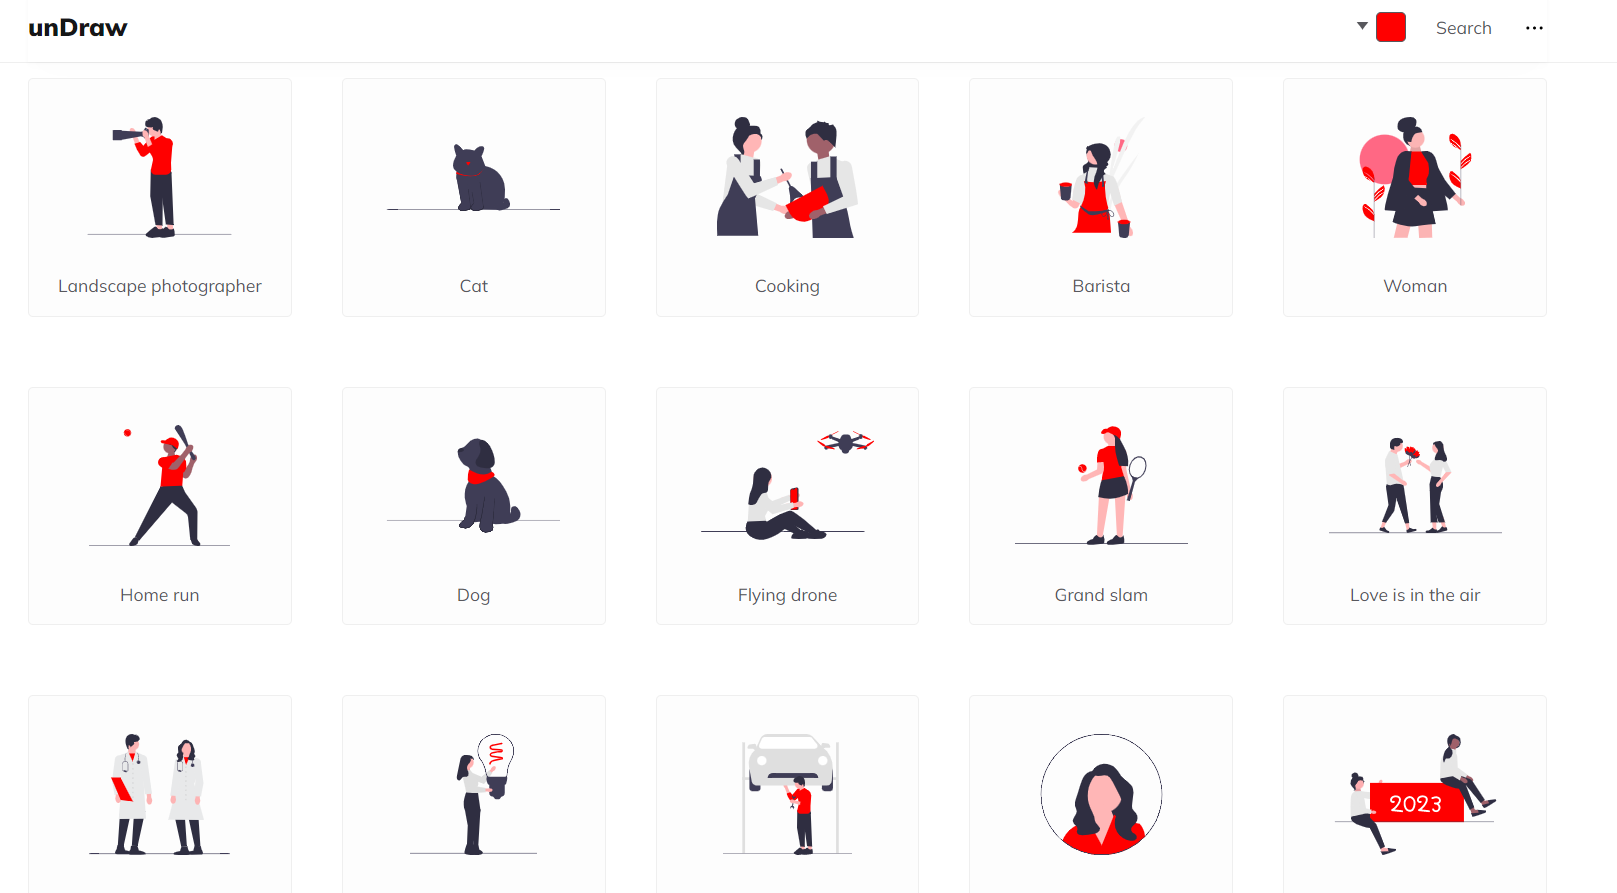 unDraw
Search
Landscape photographer
Cat
Cooking
Barista
Woman
Home run
Dog
Flying drone
Grand slam
Love is in the air
2023